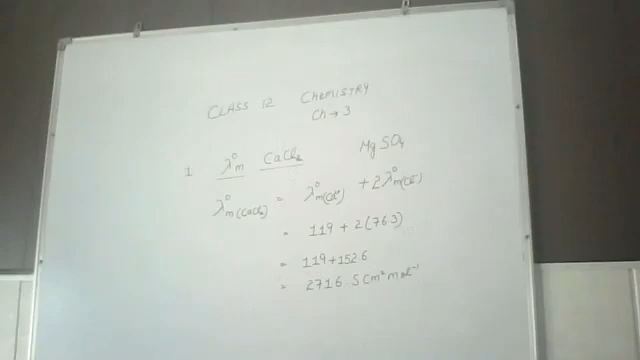 CLASS 12 CHEMISTRY
Ch → 3
1 λ°m CaCl₂ MgSO₄
λ°m(CaCl₂) = λ°m(Ca²⁺) + 2λ°m(Cl⁻)
= 119 + 2(76.3)
= 119+152.6
= 271.6 S cm² mol⁻¹